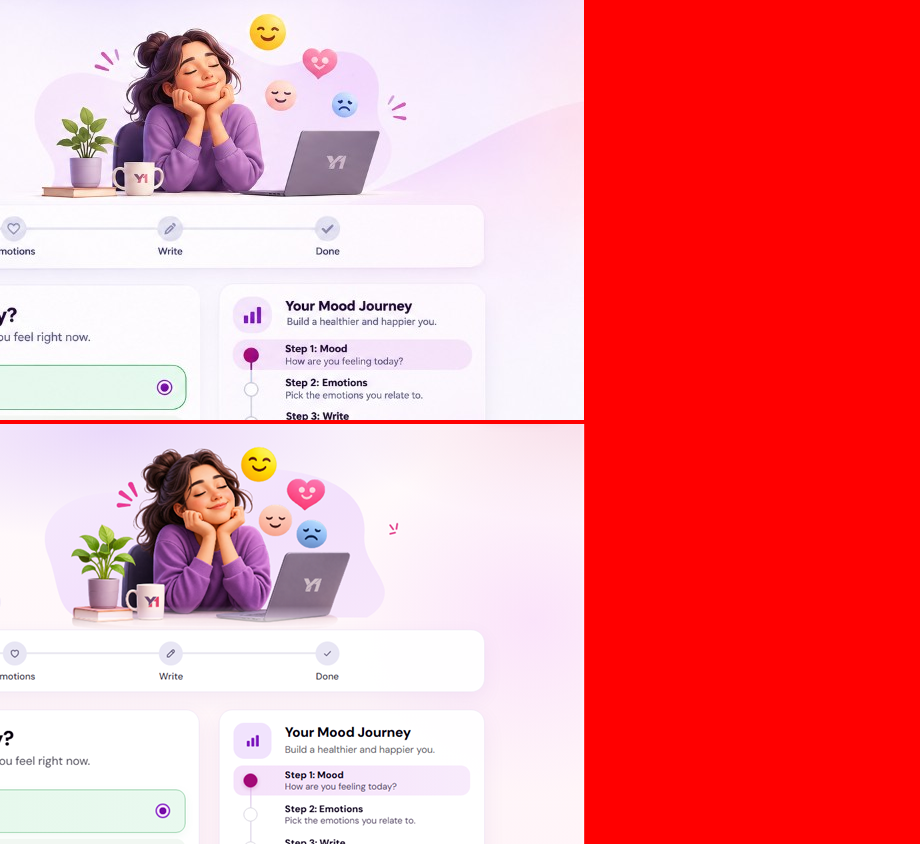 YI
YI
motions
Write
Done
y?
ou feel right now.
Your Mood Journey
Build a healthier and happier you.
Step 1: Mood
How are you feeling today?
Step 2: Emotions
Pick the emotions you relate to.
Step 3: Write
YI
YI
motions
Write
Done
y?
ou feel right now.
Your Mood Journey
Build a healthier and happier you.
Step 1: Mood
How are you feeling today?
Step 2: Emotions
Pick the emotions you relate to.
Step 3: Write